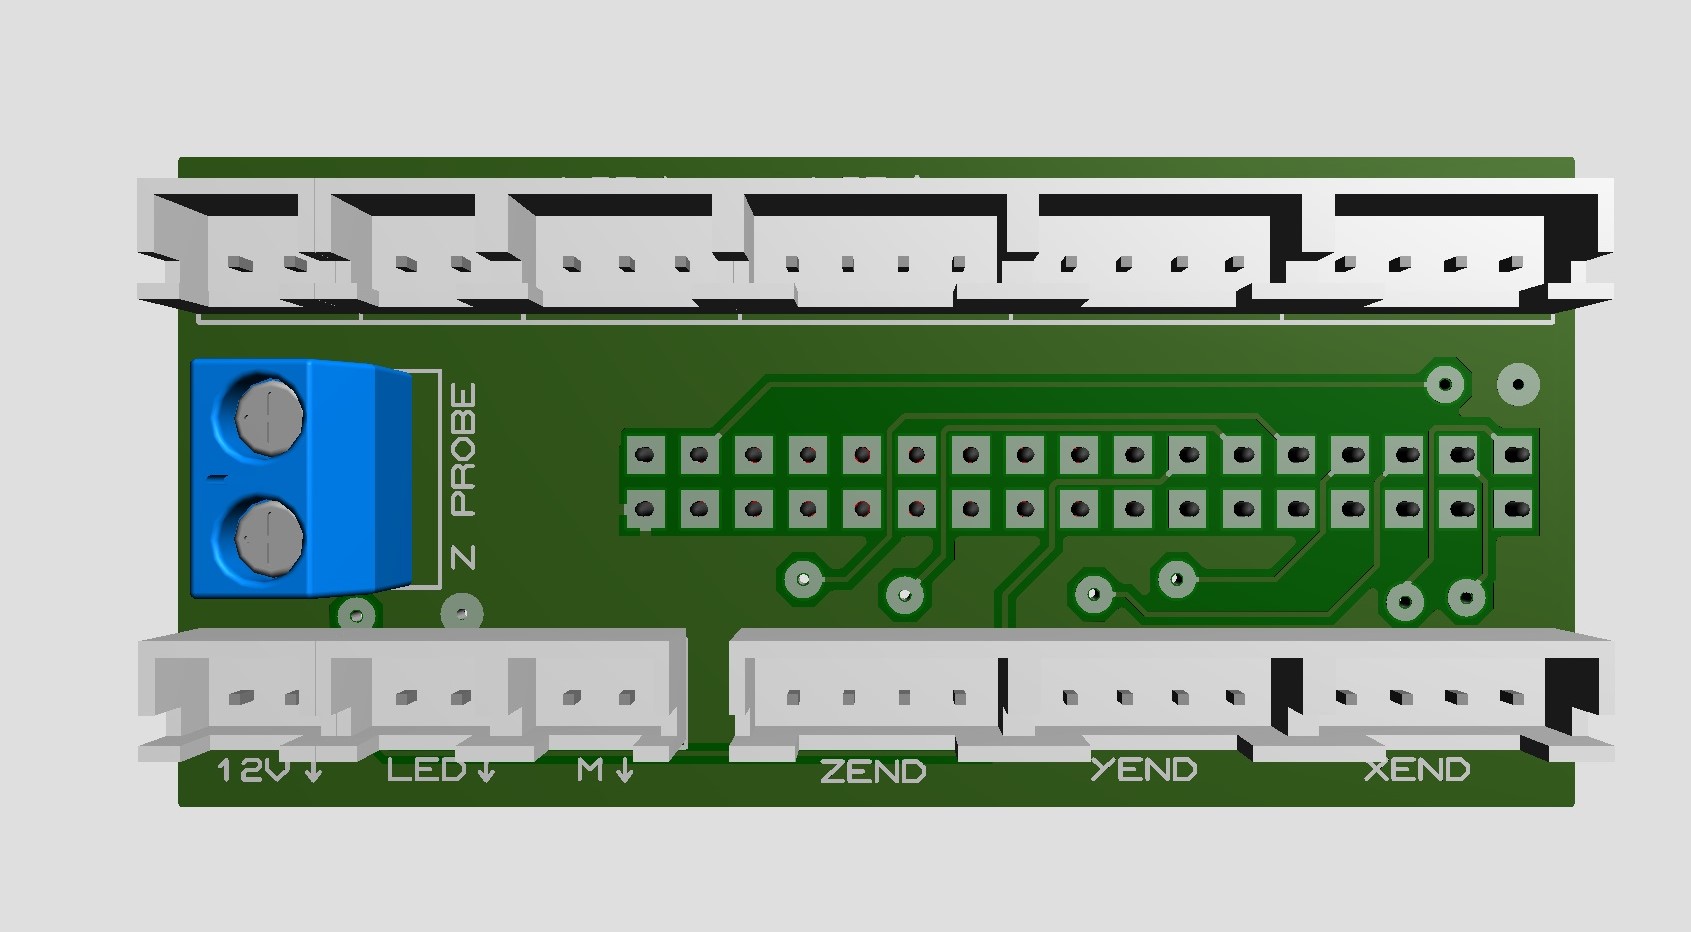 Z PROBE
12V ↓
LED ↓
M ↓
ZEND
YEND
XEND